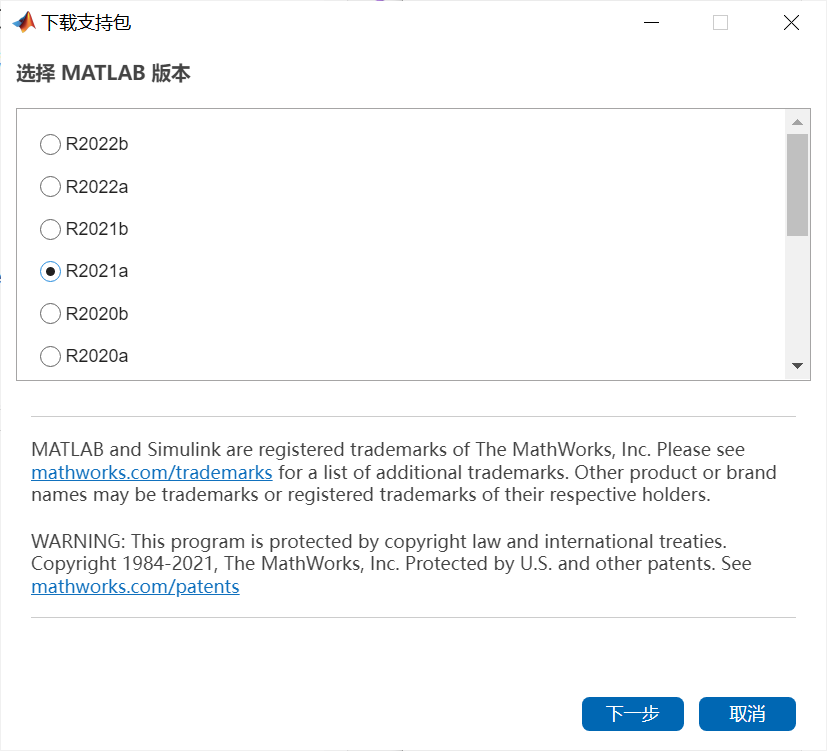 下载支持包
选择 MATLAB 版本
R2022b
R2022a
R2021b
R2021a
R2020b
R2020a
MATLAB and Simulink are registered trademarks of The MathWorks, Inc. Please see
mathworks.com/trademarks for a list of additional trademarks. Other product or brand
names may be trademarks or registered trademarks of their respective holders.
WARNING: This program is protected by copyright law and international treaties.
Copyright 1984-2021, The MathWorks, Inc. Protected by U.S. and other patents. See
mathworks.com/patents
下一步 取消